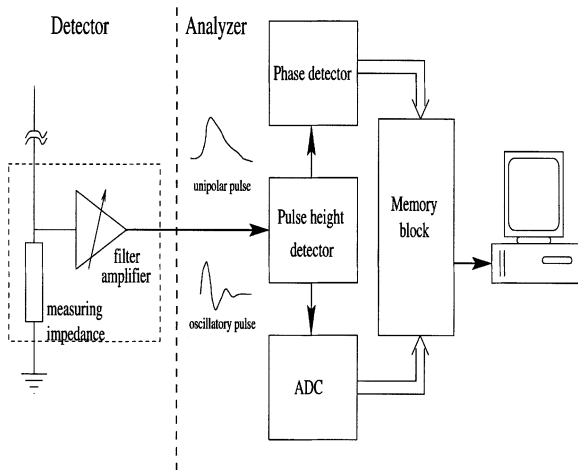 Detector
Analyzer
Phase detector
unipolar pulse
Pulse height
detector
Memory
block
filter
amplifier
measuring
impedance
oscillatory pulse
ADC